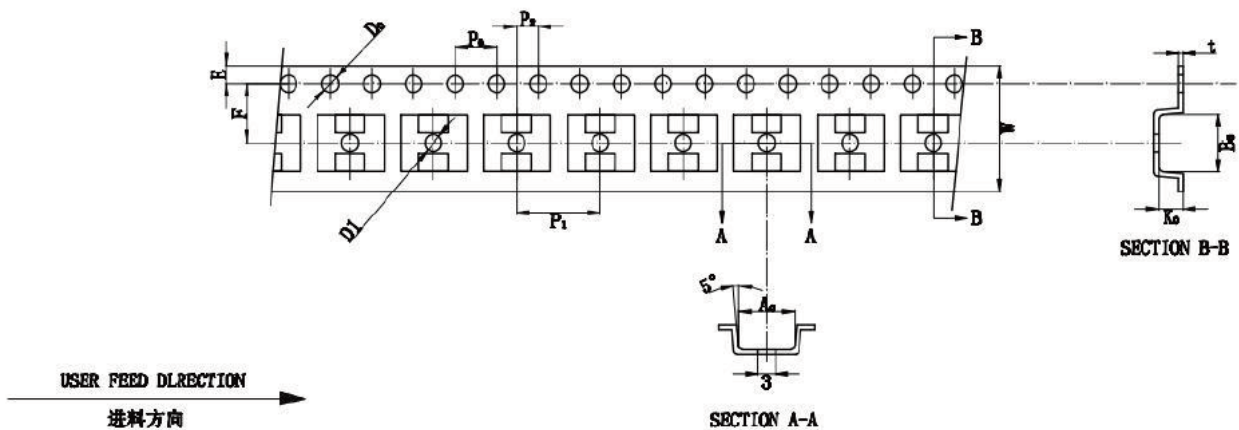 P₂
D₀
P₀
B
t
E
F
W
B₀
D1
P₁
A
A
B
K₀
SECTION B-B
5°
A₀
3
USER FEED DLRECTION
进料方向
SECTION A-A